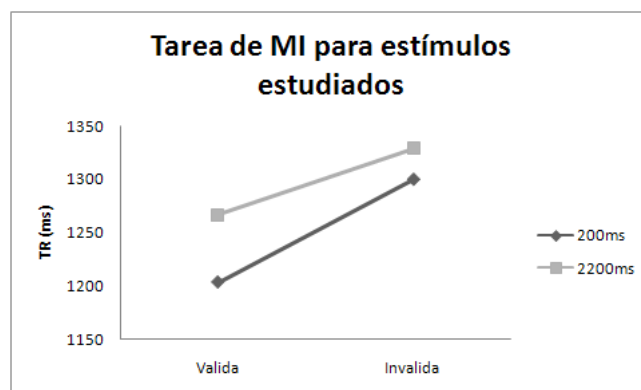 Tarea de MI para estímulos
estudiados
1350
1300
1250
1200
1150
TR (ms)
Valida
Invalida
200ms
2200ms